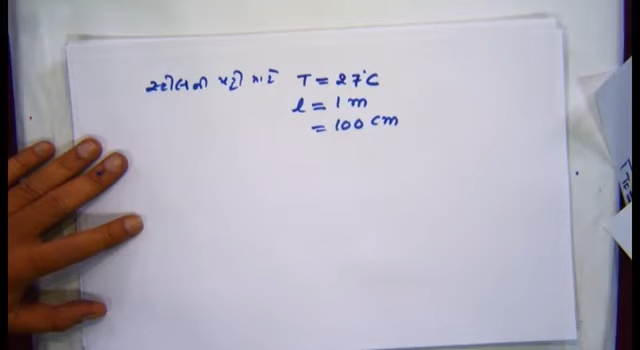 સ્ટીલની પટ્ટી માટે T = 27°C
l = 1 m
= 100 cm